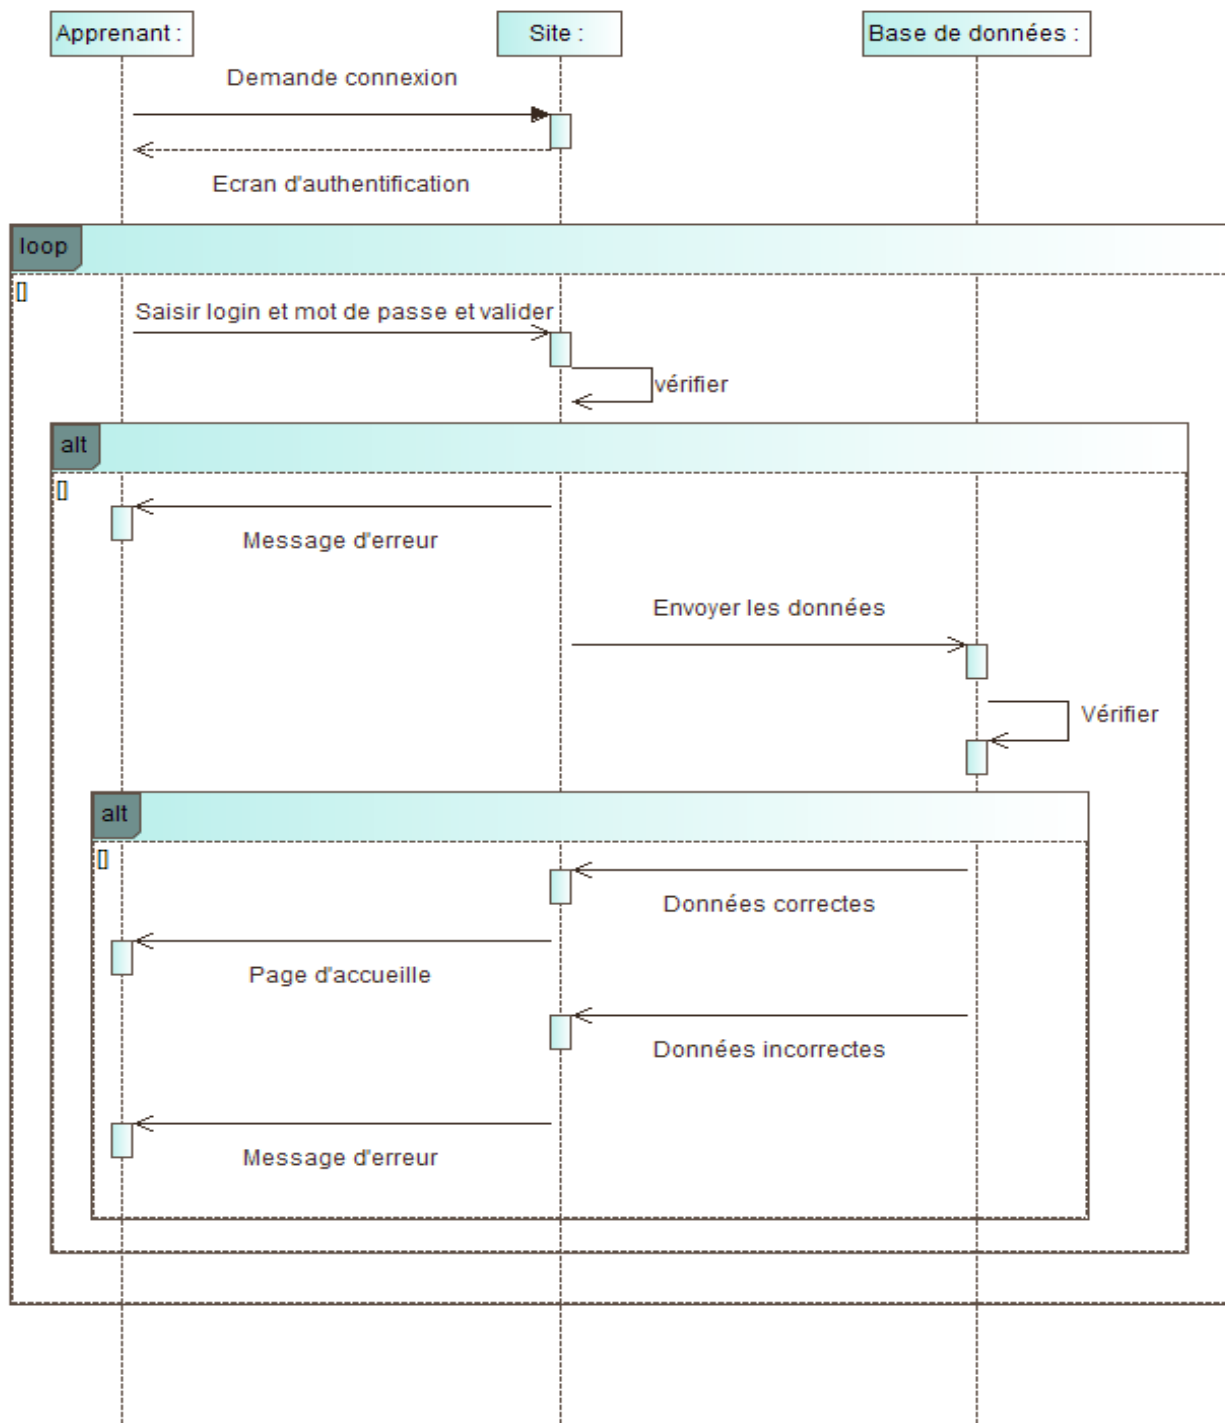 Apprenant :
Site :
Base de données :
Demande connexion
Ecran d'authentification
loop
[]
Saisir login et mot de passe et valider
vérifier
alt
[]
Message d'erreur
Envoyer les données
Vérifier
alt
[]
Données correctes
Page d'accueille
Données incorrectes
Message d'erreur